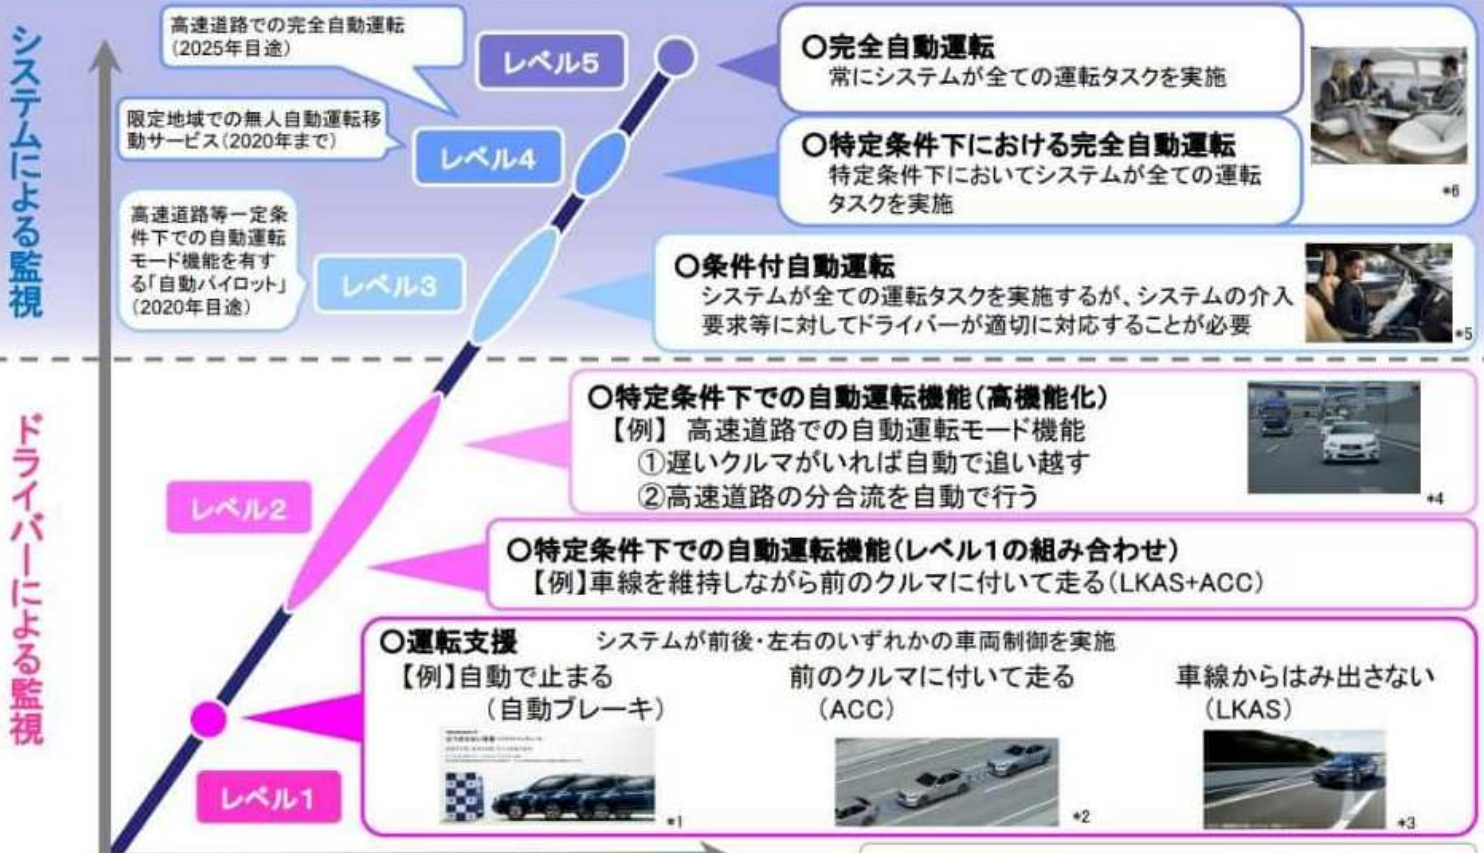 システムによる監視
高速道路での完全自動運転
(2025年目途)
レベル5
○完全自動運転
常にシステムが全ての運転タスクを実施
限定地域での無人自動運転移
動サービス(2020年まで)
レベル4
○特定条件下における完全自動運転
特定条件下においてシステムが全ての運転
タスクを実施
*6
高速道路等一定条
件下での自動運転
モード機能を有す
る「自動パイロット」
(2020年目途)
レベル3
○条件付自動運転
システムが全ての運転タスクを実施するが、システムの介入
要求等に対してドライバーが適切に対応することが必要
*5
ドライバーによる監視
レベル2
○特定条件下での自動運転機能(高機能化)
【例】 高速道路での自動運転モード機能
①遅いクルマがいれば自動で追い越す
②高速道路の分合流を自動で行う
*4
○特定条件下での自動運転機能(レベル1の組み合わせ)
【例】車線を維持しながら前のクルマに付いて走る(LKAS+ACC)
レベル1
○運転支援 システムが前後・左右のいずれかの車両制御を実施
【例】自動で止まる
(自動ブレーキ)
*1
前のクルマに付いて走る
(ACC)
*2
車線からはみ出さない
(LKAS)
*3